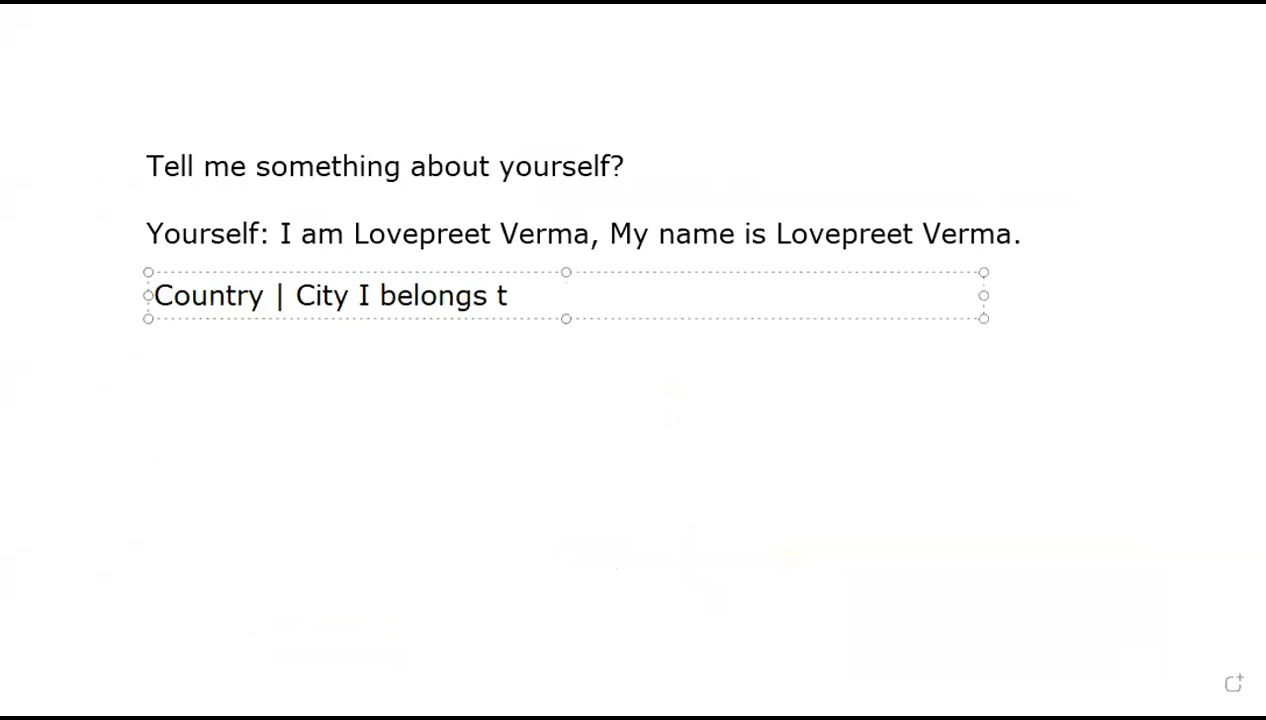 Tell me something about yourself?
Yourself: I am Lovepreet Verma, My name is Lovepreet Verma.
Country | City I belongs t